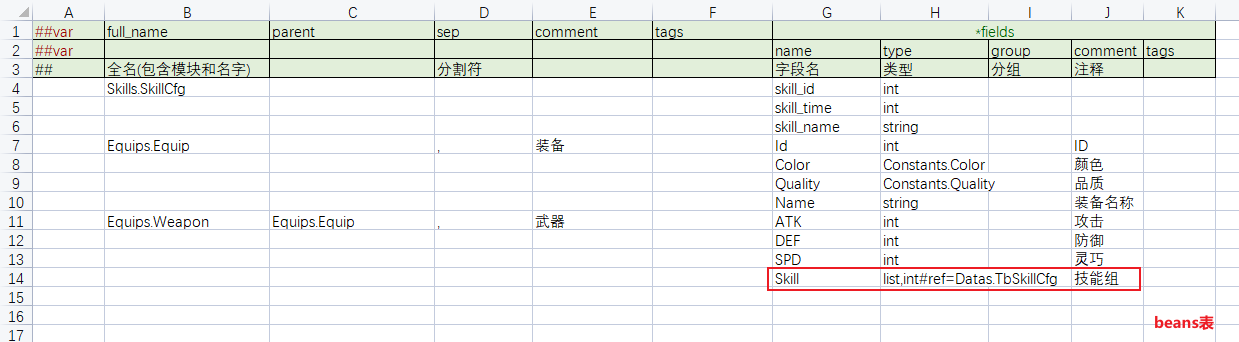 A B C D E F G H I J K
1 ##var full_name parent sep comment tags *fields
2 ##var name type group comment tags
3 ## 全名(包含模块和名字) 分割符 字段名 类型 分组 注释
4 Skills.SkillCfg skill_id int
5 skill_time int
6 skill_name string
7 Equips.Equip , 装备 Id int ID
8 Color Constants.Color 颜色
9 Quality Constants.Quality 品质
10 Name string 装备名称
11 Equips.Weapon Equips.Equip , 武器 ATK int 攻击
12 DEF int 防御
13 SPD int 灵巧
14 Skill list,int#ref=Datas.TbSkillCfg 技能组
15
16 beans表
17